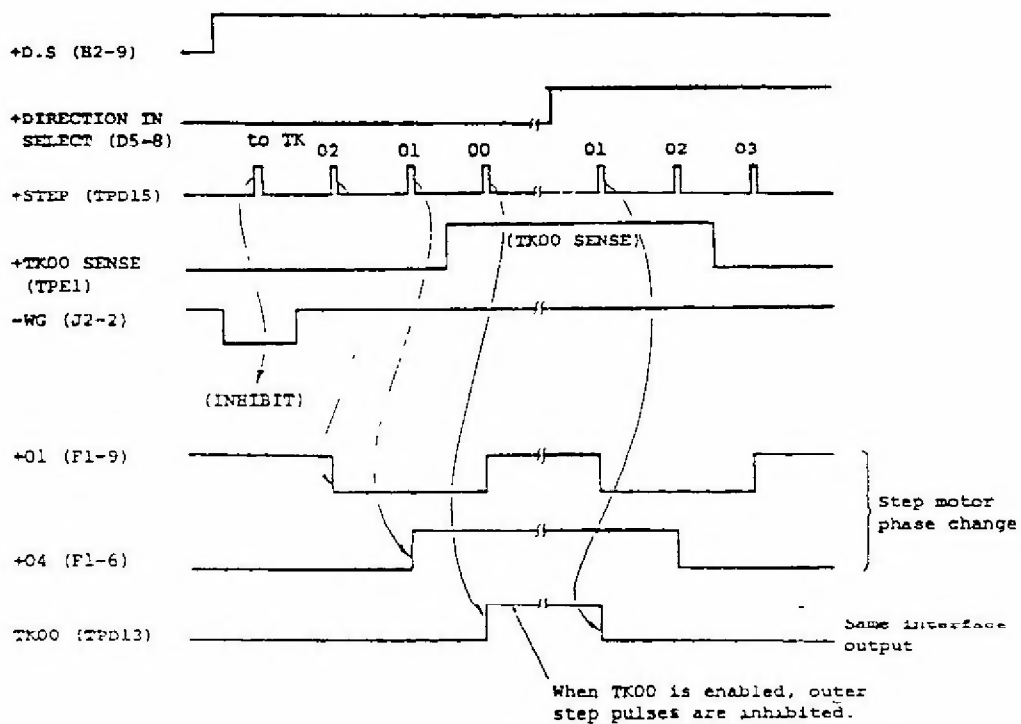 +D.S (H2-9)
+DIRECTION IN
SELECT (D5-8)
to TK
02 01 00 01 02 03
+STEP (TPD15)
(TK00 SENSE)
+TK00 SENSE
(TPE1)
-WG (J2-2)
(INHIBIT)
+01 (F1-9)
Step motor
phase change
+04 (F1-6)
TK00 (TPD13)
Same interface
output
When TK00 is enabled, outer
step pulses are inhibited.